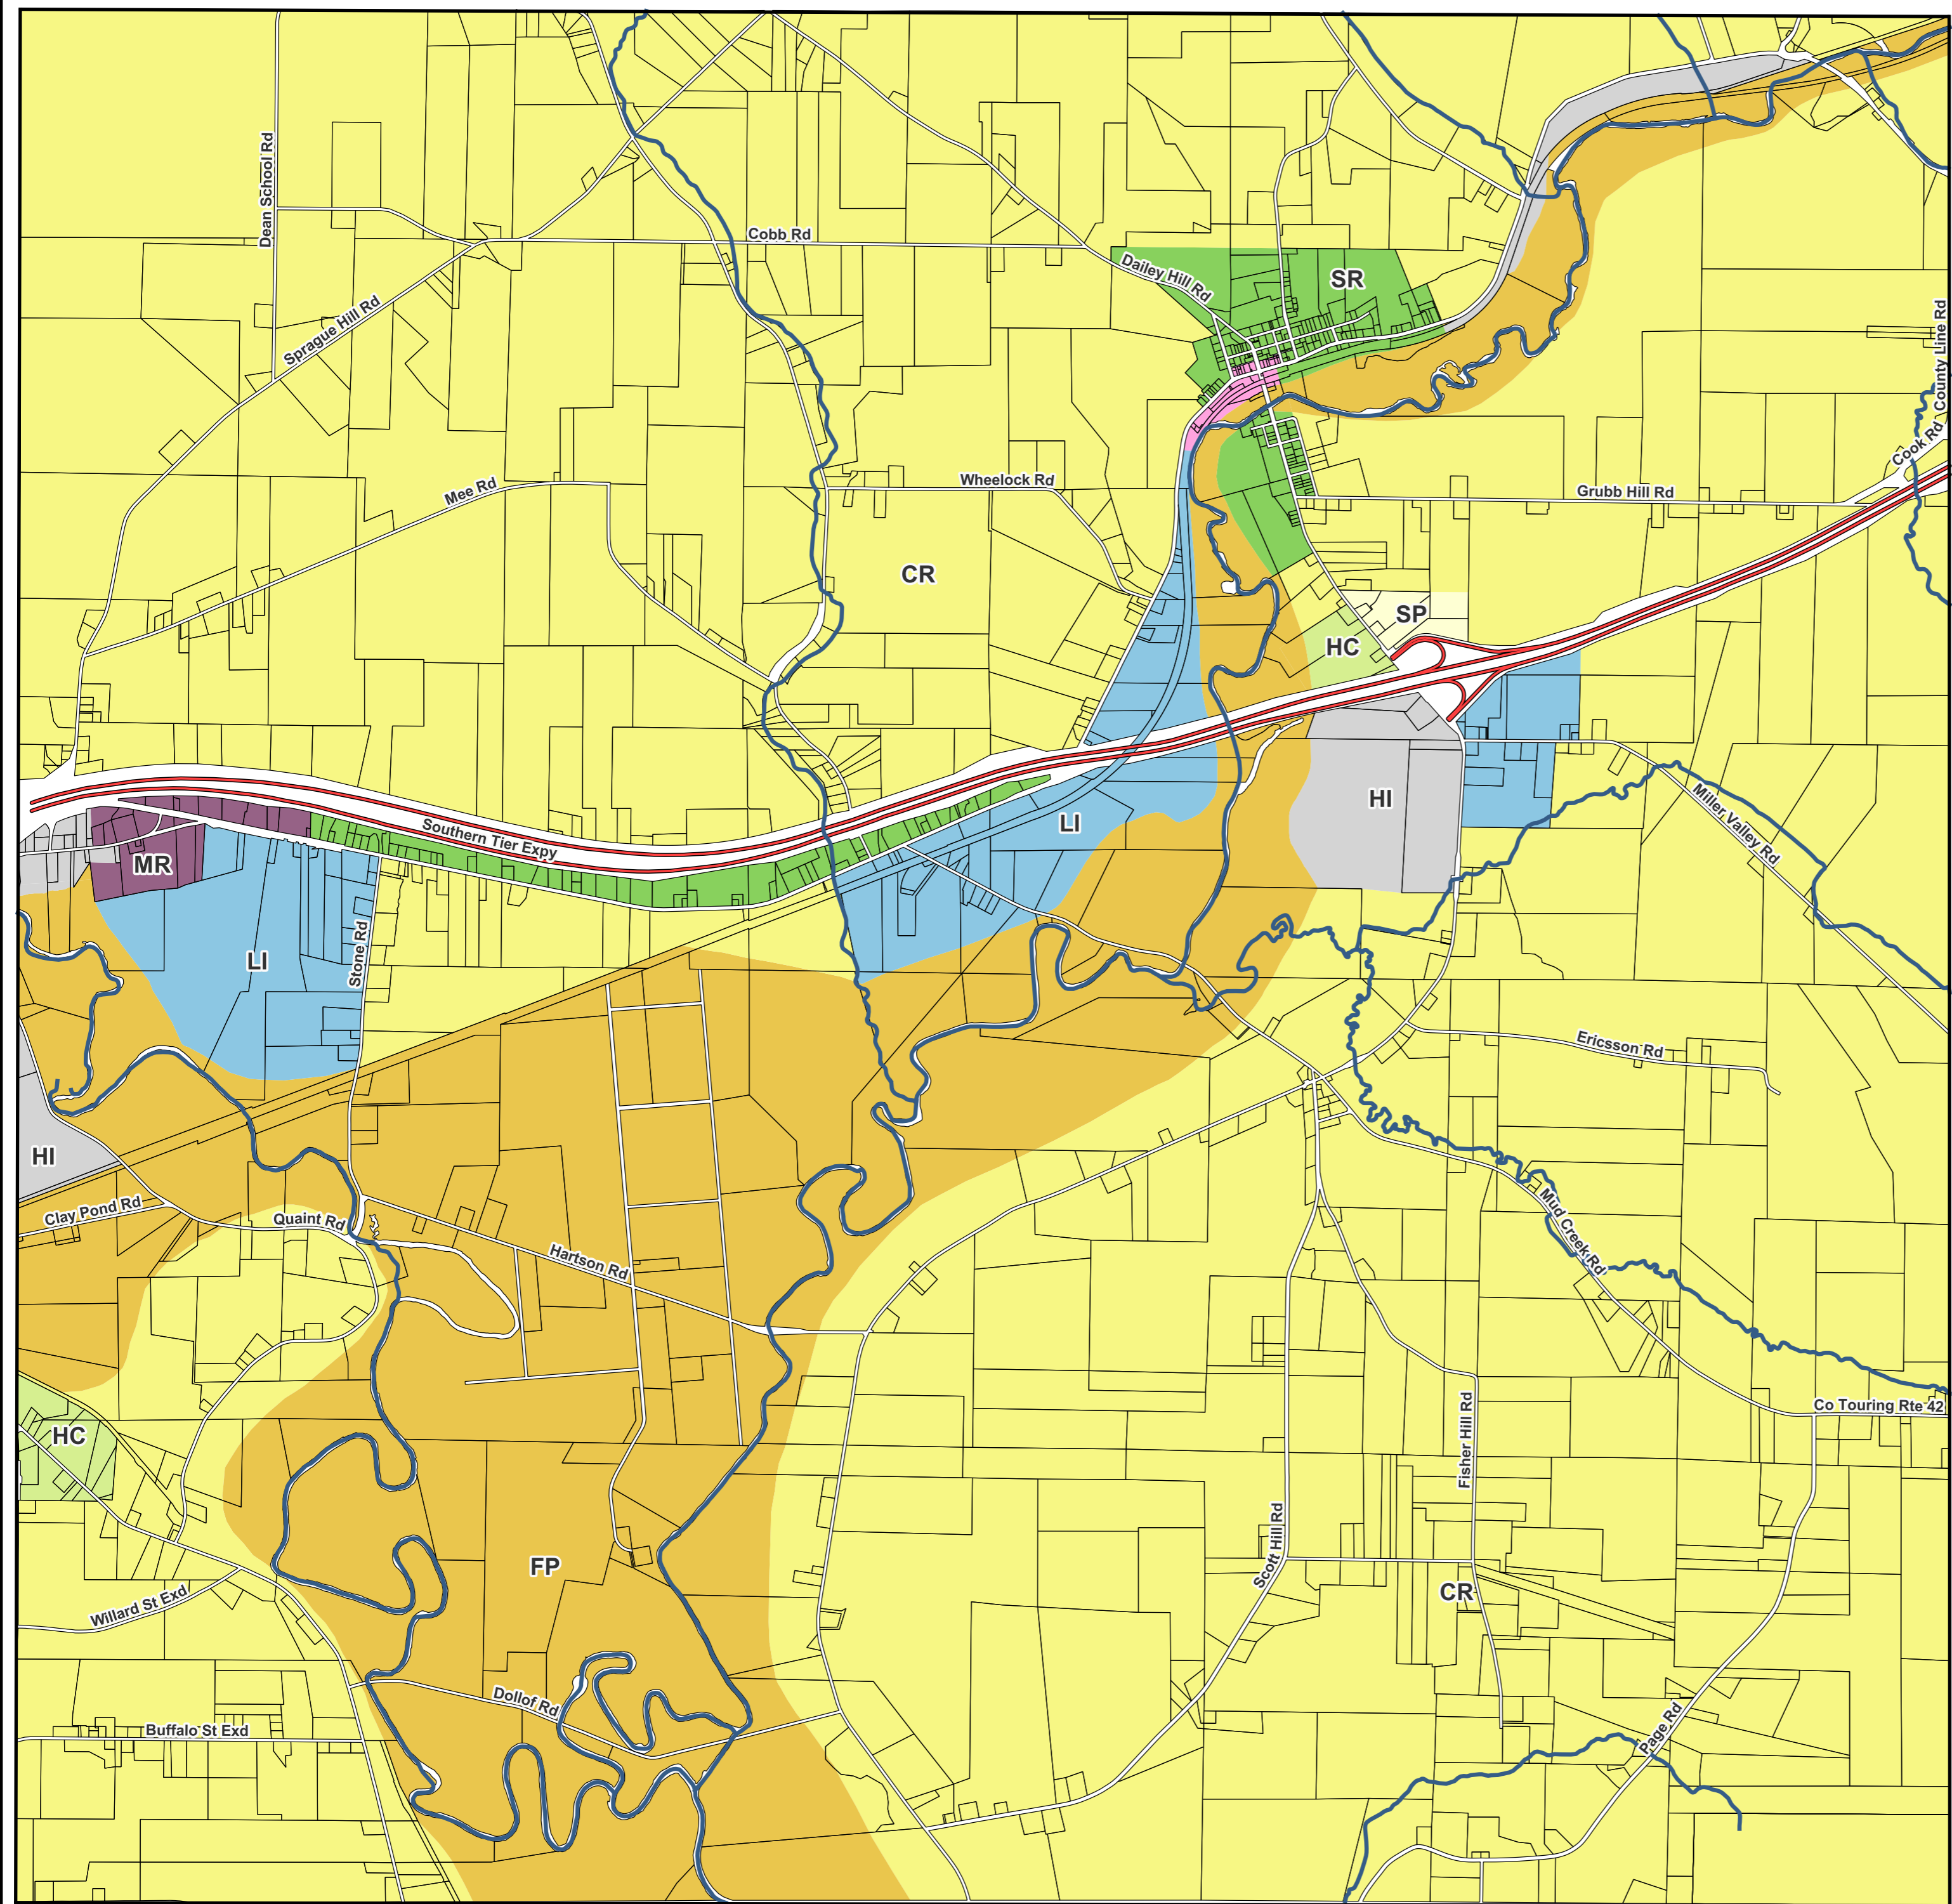 Dean School Rd
Cobb Rd
Dailey Hill Rd
SR
Sprague Hill Rd
County Line Rd
Cook Rd
Mee Rd
Wheelock Rd
Grubb Hill Rd
CR
SP
HC
HI
Miller Valley Rd
Southern Tier Expy
LI
MR
Stone Rd
LI
Ericsson Rd
HI
Clay Pond Rd
Quaint Rd
Mud Creek Rd
Hartson Rd
Co Touring Rte 42
HC
Fisher Hill Rd
Scott Hill Rd
FP
CR
Willard St Exd
Dollof Rd
Buffalo St Exd
Page Rd